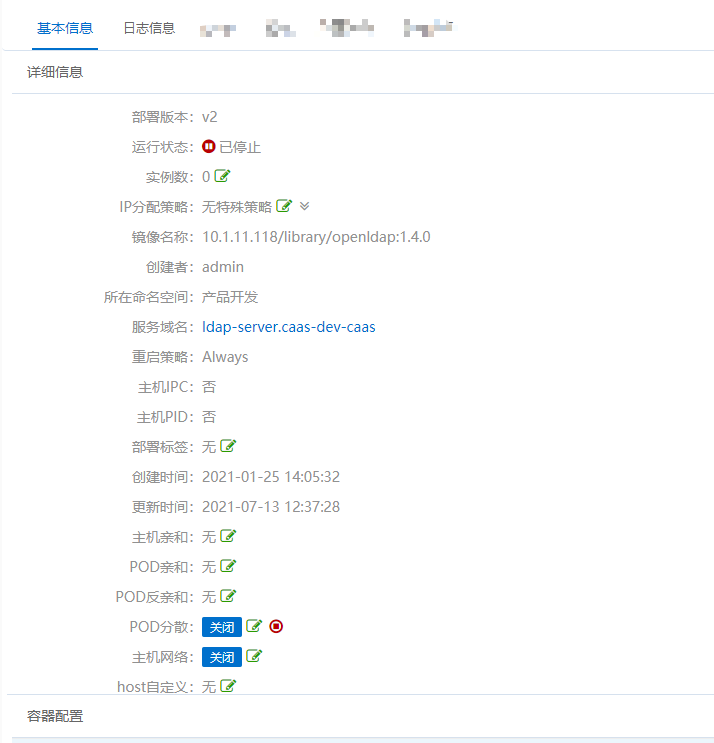 基本信息 日志信息
详细信息
部署版本： v2
运行状态： 已停止
实例数： 0
IP分配策略： 无特殊策略
镜像名称： 10.1.11.118/library/openldap:1.4.0
创建者： admin
所在命名空间： 产品开发
服务域名： ldap-server.caas-dev-caas
重启策略： Always
主机IPC： 否
主机PID： 否
部署标签： 无
创建时间： 2021-01-25 14:05:32
更新时间： 2021-07-13 12:37:28
主机亲和： 无
POD亲和： 无
POD反亲和： 无
POD分散： 关闭
主机网络： 关闭
host自定义： 无
容器配置